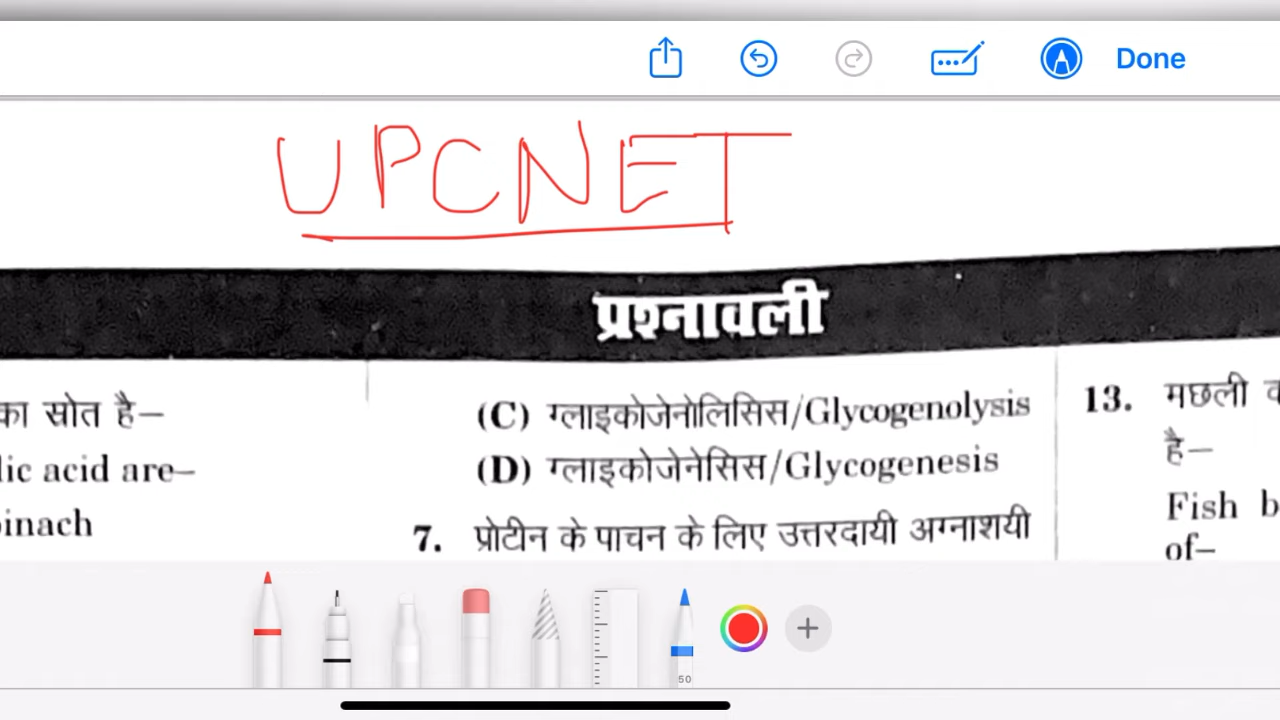 Done
UPCNET
प्रश्नावली
का स्रोत है–
lic acid are–
inach
(C) ग्लाइकोजेनोलिसिस/Glycogenolysis
(D) ग्लाइकोजेनेसिस/Glycogenesis
7. प्रोटीन के पाचन के लिए उत्तरदायी अग्नाशयी
13. मछली
है–
Fish b
of–
50